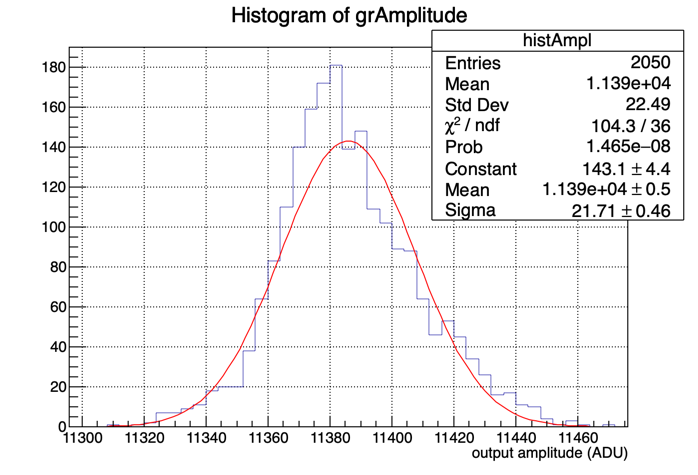 Histogram of grAmplitude
histAmpl
Entries 2050
Mean 1.139e+04
Std Dev 22.49
χ² / ndf 104.3 / 36
Prob 1.465e−08
Constant 143.1 ± 4.4
Mean 1.139e+04 ± 0.5
Sigma 21.71 ± 0.46
180
160
140
120
100
80
60
40
20
0
11300 11320 11340 11360 11380 11400 11420 11440 11460
output amplitude (ADU)